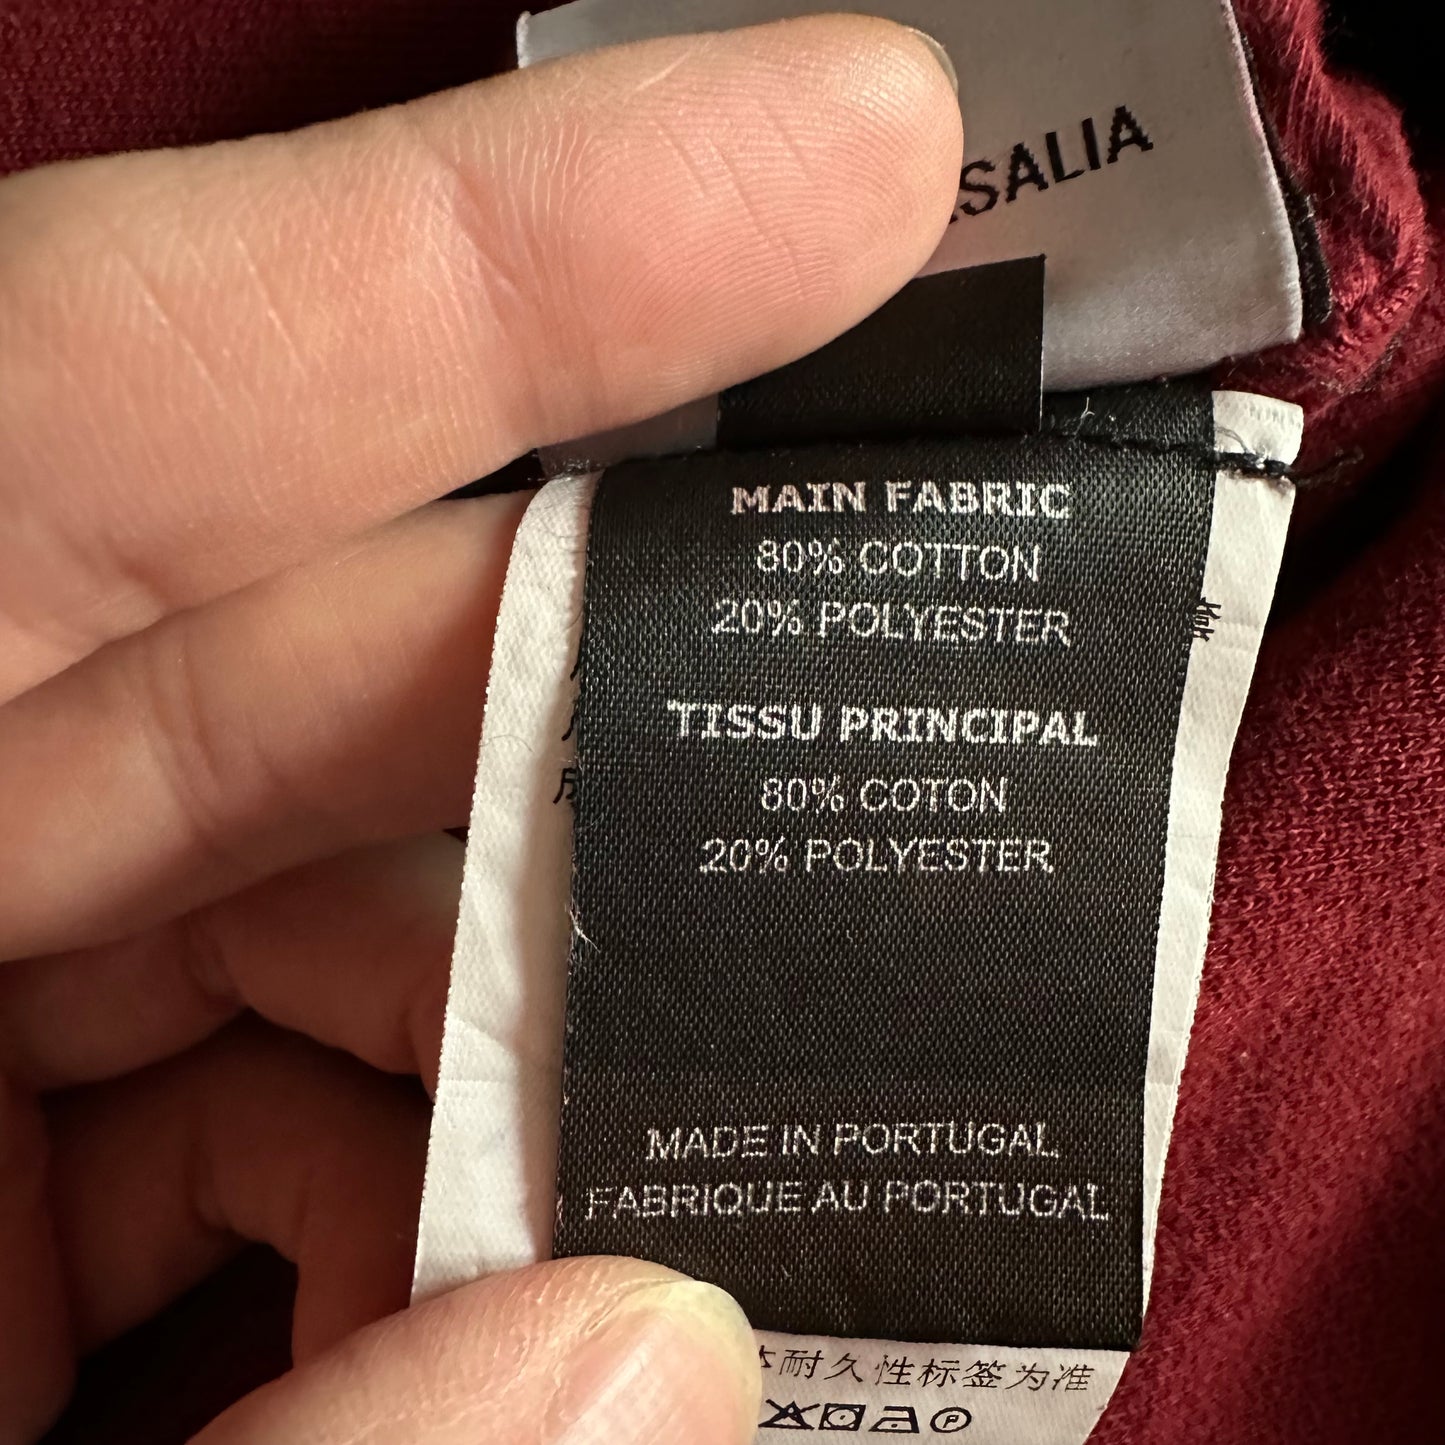 SALIA
MAIN FABRIC
80% COTTON
20% POLYESTER
TISSU PRINCIPAL
80% COTON
20% POLYESTER
MADE IN PORTUGAL
FABRIQUE AU PORTUGAL
耐久性标签为准